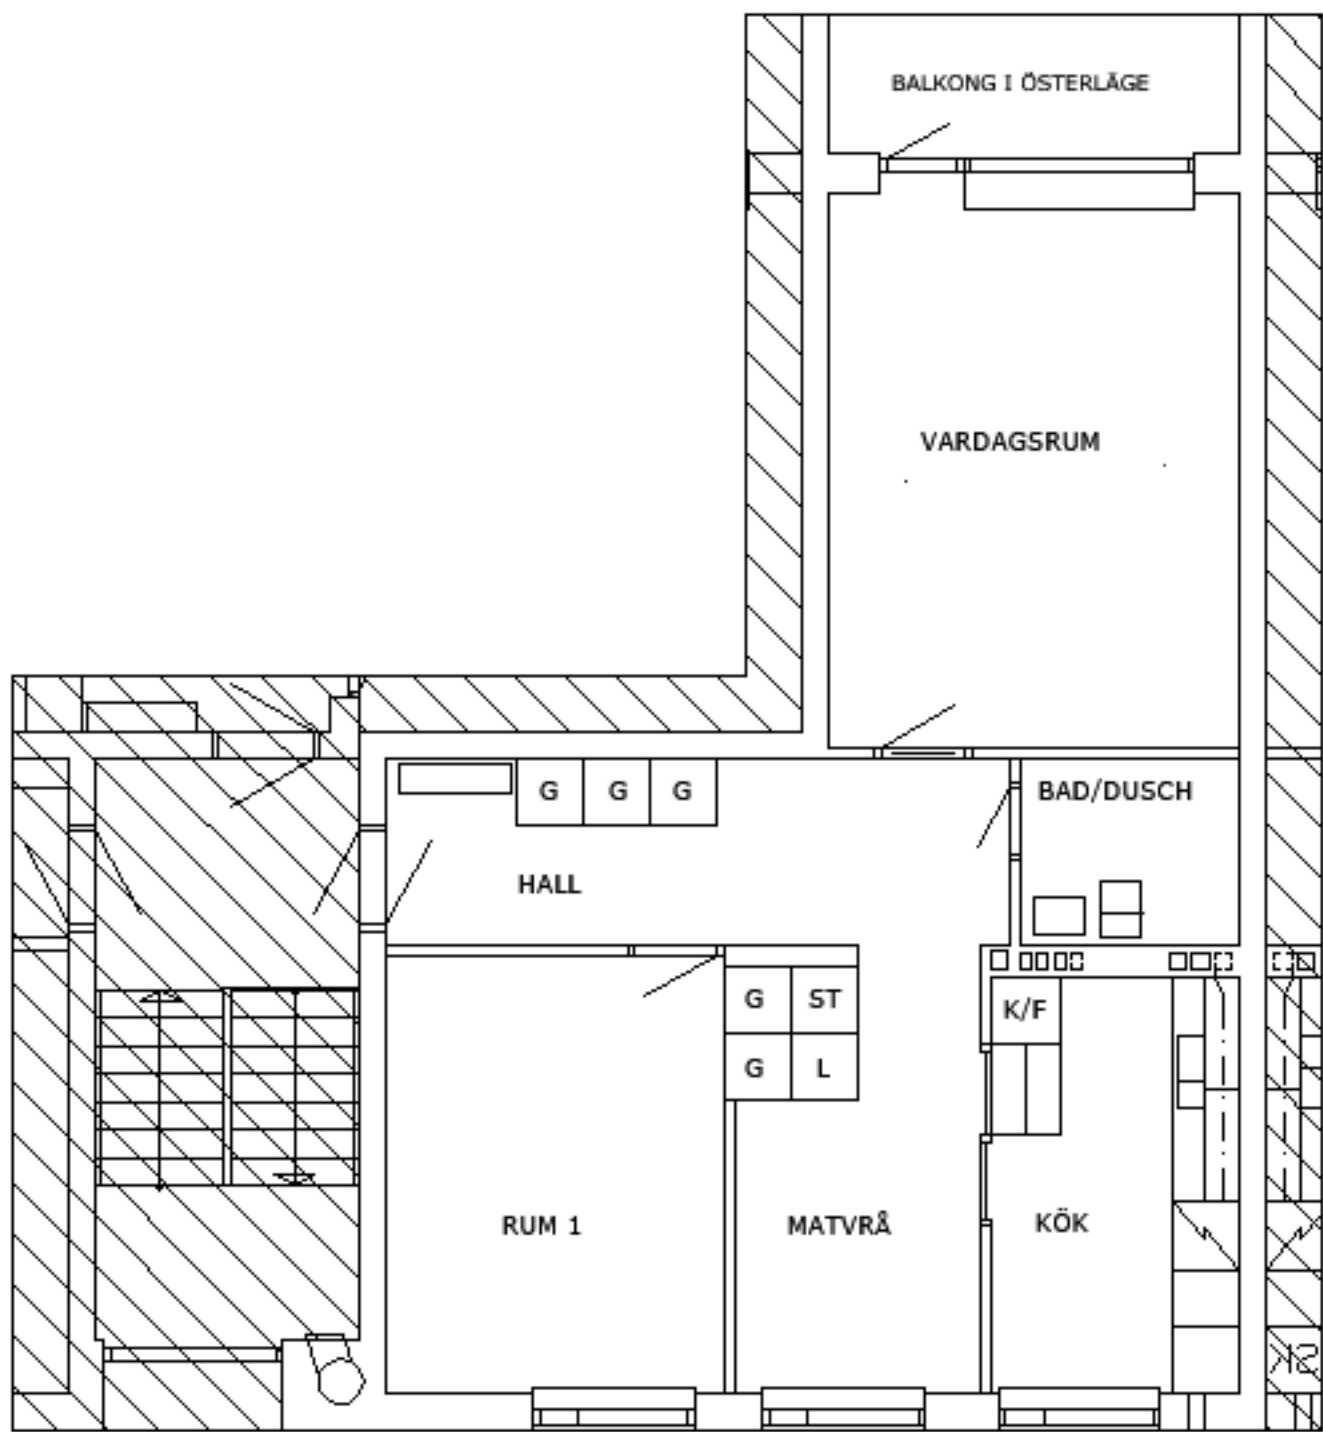 BALKONG I ÖSTERLÄGE
VARDAGSRUM
G G G
BAD/DUSCH
HALL
G ST
K/F
G L
RUM 1
MATVRÅ
KÖK